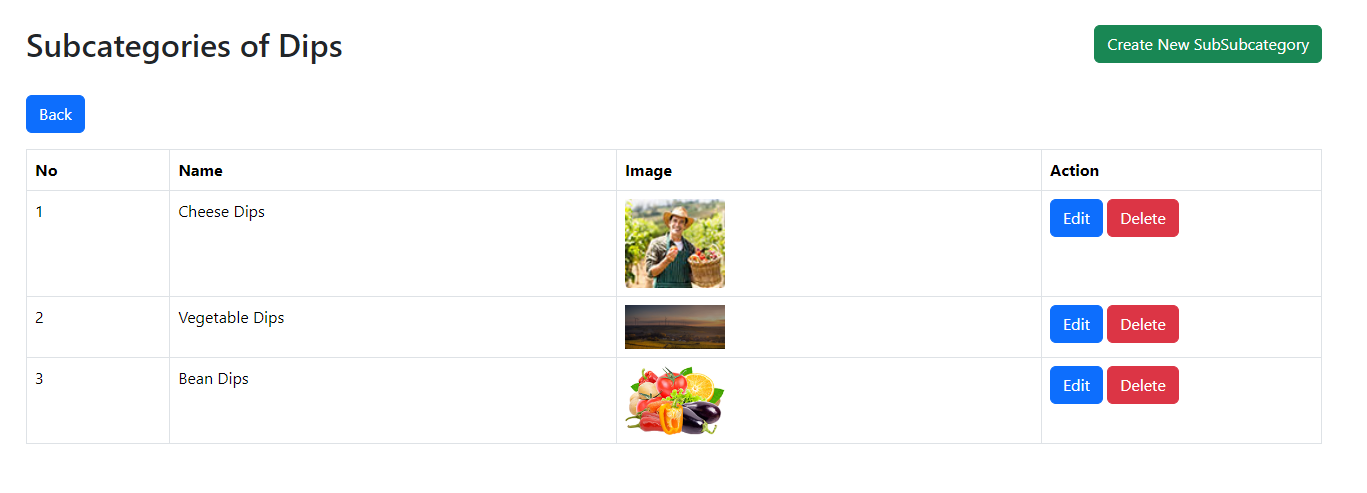 Subcategories of Dips
Create New SubSubcategory
Back
No Name Image Action
1 Cheese Dips Edit Delete
2 Vegetable Dips Edit Delete
3 Bean Dips Edit Delete